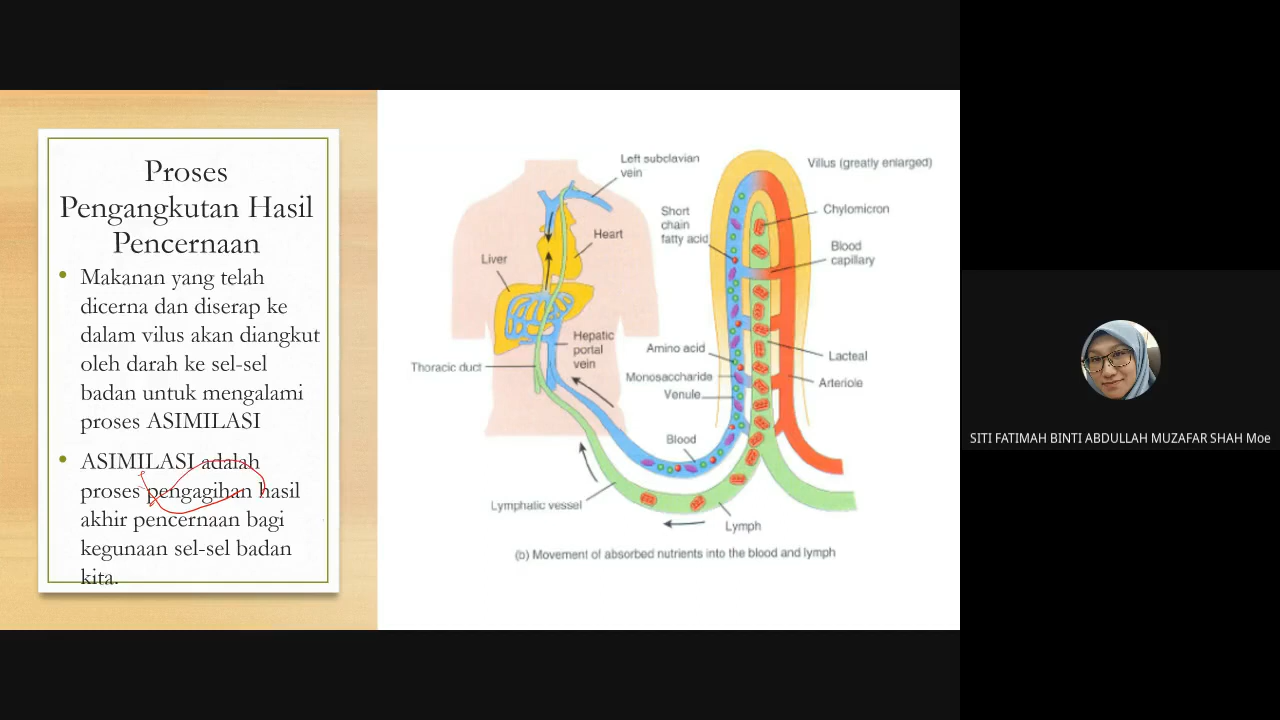 Proses
Pengangkutan Hasil
Pencernaan
• Makanan yang telah
dicerna dan diserap ke
dalam vilus akan diangkut
oleh darah ke sel-sel
badan untuk mengalami
proses ASIMILASI
• ASIMILASI adalah
proses pengagihan hasil
akhir pencernaan bagi
kegunaan sel-sel badan
kita.
Left subclavian
vein
Heart
Liver
Hepatic
portal
vein
Thoracic duct
Lymphatic vessel
Villus (greatly enlarged)
Short
chain
fatty acid
Chylomicron
Blood
capillary
Amino acid
Monosaccharide
Venule
Lacteal
Arteriole
Blood
Lymph
(b) Movement of absorbed nutrients into the blood and lymph
SITI FATIMAH BINTI ABDULLAH MUZAFAR SHAH Moe